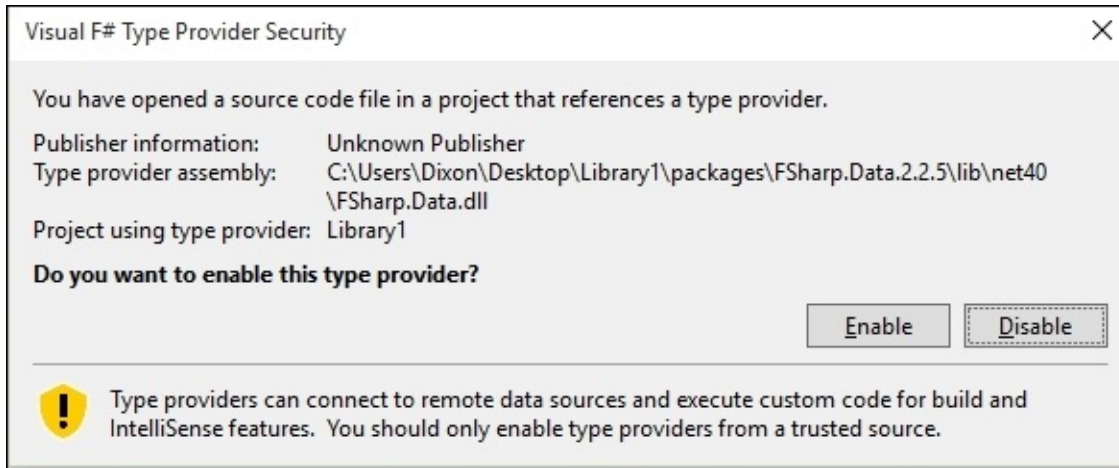 Visual F# Type Provider Security
You have opened a source code file in a project that references a type provider.
Publisher information: Unknown Publisher
Type provider assembly: C:\Users\Dixon\Desktop\Library1\packages\FSharp.Data.2.2.5\lib\net40
\FSharp.Data.dll
Project using type provider: Library1
Do you want to enable this type provider?
Enable Disable
Type providers can connect to remote data sources and execute custom code for build and
IntelliSense features.  You should only enable type providers from a trusted source.